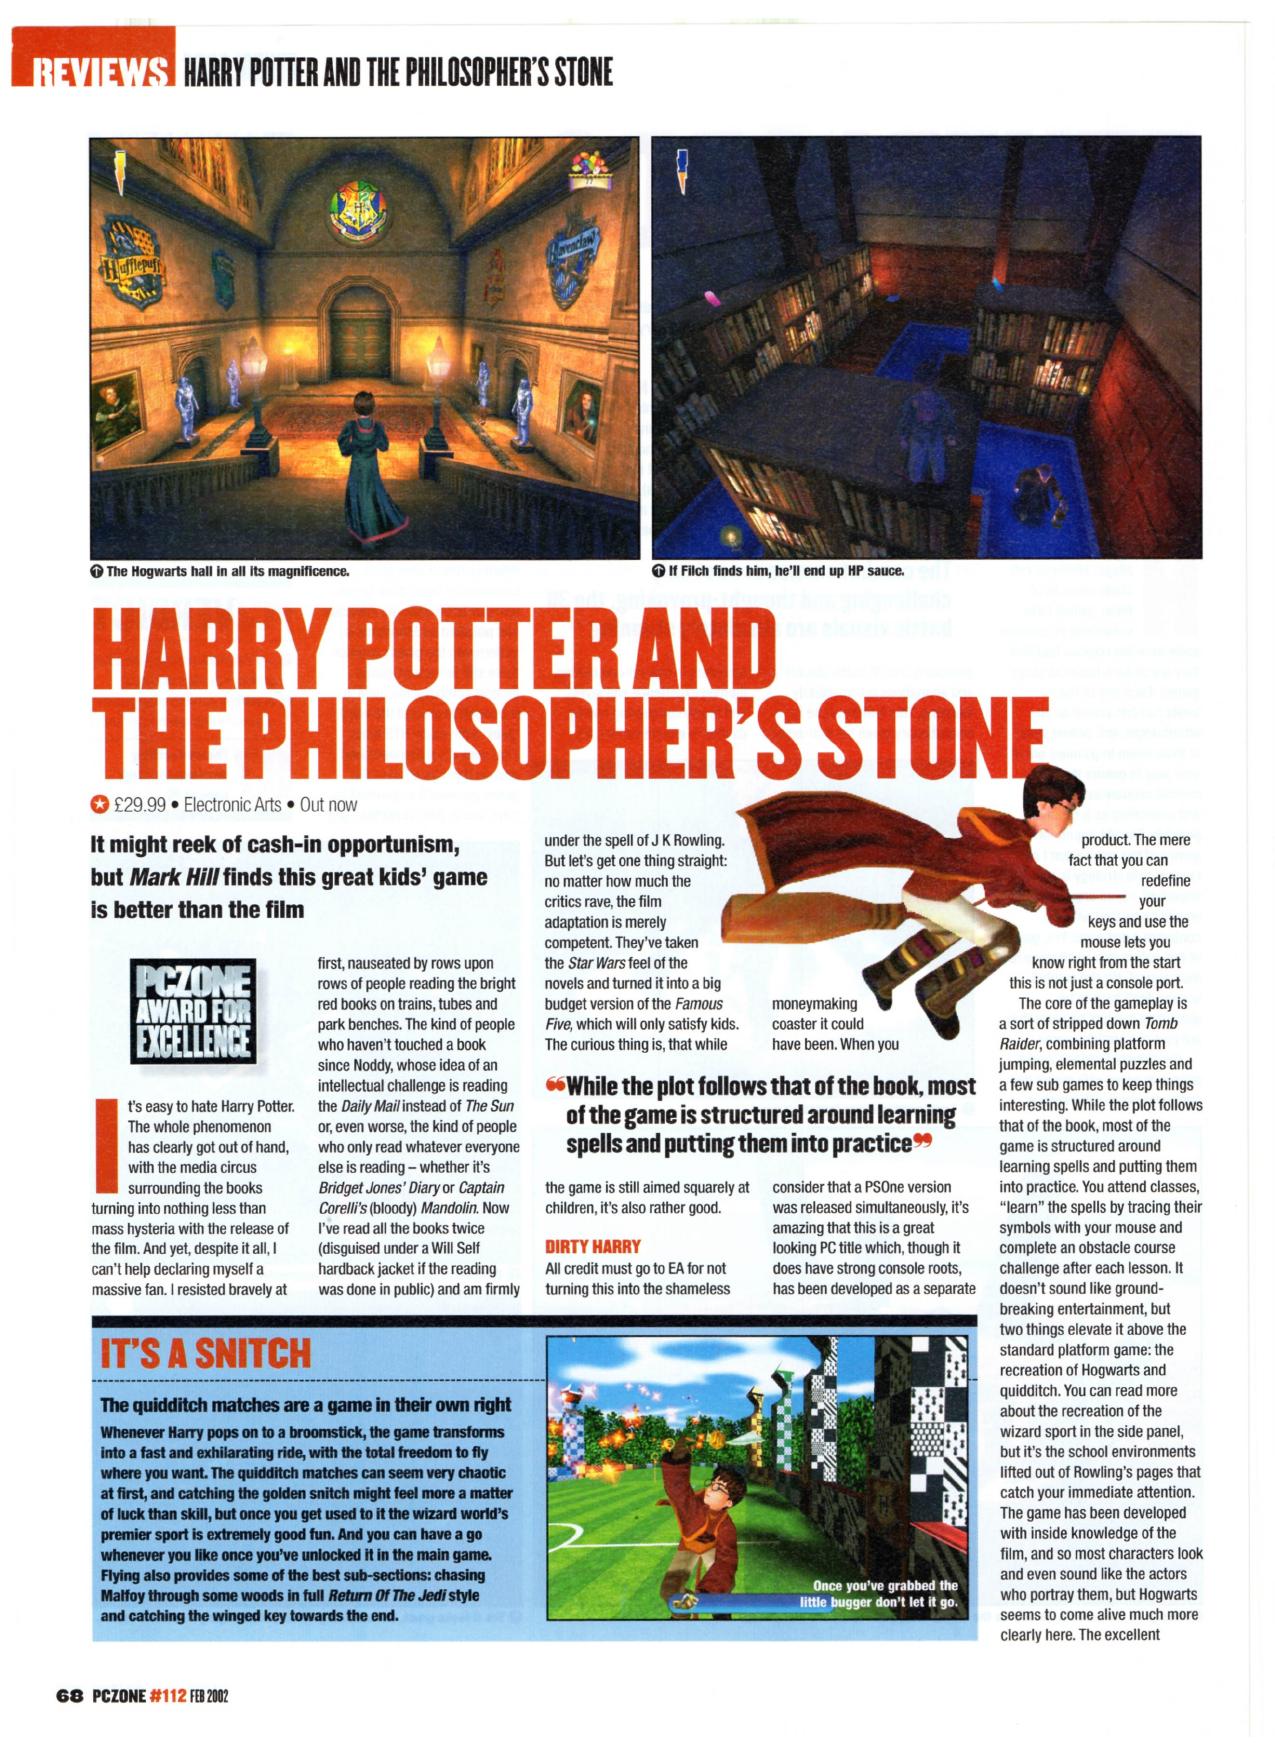 REVIEWS HARRY POTTER AND THE PHILOSOPHER'S STONE
Hufflepuff
Ravenclaw
The Hogwarts hall in all its magnificence.
If Filch finds him, he'll end up HP sauce.
HARRY POTTER AND
THE PHILOSOPHER'S STONE
£29.99 • Electronic Arts • Out now
It might reek of cash-in opportunism,
but Mark Hill finds this great kids' game
is better than the film
PCZONE
AWARD FOR
EXCELLENCE
It's easy to hate Harry Potter.
The whole phenomenon
has clearly got out of hand,
with the media circus
surrounding the books
turning into nothing less than
mass hysteria with the release of
the film. And yet, despite it all, I
can't help declaring myself a
massive fan. I resisted bravely at
first, nauseated by rows upon
rows of people reading the bright
red books on trains, tubes and
park benches. The kind of people
who haven't touched a book
since Noddy, whose idea of an
intellectual challenge is reading
the Daily Mail instead of The Sun
or, even worse, the kind of people
who only read whatever everyone
else is reading – whether it's
Bridget Jones' Diary or Captain
Corelli's (bloody) Mandolin. Now
I've read all the books twice
(disguised under a Will Self
hardback jacket if the reading
was done in public) and am firmly
under the spell of J K Rowling.
But let's get one thing straight:
no matter how much the
critics rave, the film
adaptation is merely
competent. They've taken
the Star Wars feel of the
novels and turned it into a big
budget version of the Famous
Five, which will only satisfy kids.
The curious thing is, that while
the game is still aimed squarely at
children, it's also rather good.
DIRTY HARRY
All credit must go to EA for not
turning this into the shameless
moneymaking
coaster it could
have been. When you
consider that a PSOne version
was released simultaneously, it's
amazing that this is a great
looking PC title which, though it
does have strong console roots,
has been developed as a separate
“While the plot follows that of the book, most
of the game is structured around learning
spells and putting them into practice”
product. The mere
fact that you can
redefine
your
keys and use the
mouse lets you
know right from the start
this is not just a console port.
The core of the gameplay is
a sort of stripped down Tomb
Raider, combining platform
jumping, elemental puzzles and
a few sub games to keep things
interesting. While the plot follows
that of the book, most of the
game is structured around
learning spells and putting them
into practice. You attend classes,
“learn” the spells by tracing their
symbols with your mouse and
complete an obstacle course
challenge after each lesson. It
doesn't sound like ground-
breaking entertainment, but
two things elevate it above the
standard platform game: the
recreation of Hogwarts and
quidditch. You can read more
about the recreation of the
wizard sport in the side panel,
but it's the school environments
lifted out of Rowling's pages that
catch your immediate attention.
The game has been developed
with inside knowledge of the
film, and so most characters look
and even sound like the actors
who portray them, but Hogwarts
seems to come alive much more
clearly here. The excellent
IT'S A SNITCH
The quidditch matches are a game in their own right
Whenever Harry pops on to a broomstick, the game transforms
into a fast and exhilarating ride, with the total freedom to fly
where you want. The quidditch matches can seem very chaotic
at first, and catching the golden snitch might feel more a matter
of luck than skill, but once you get used to it the wizard world's
premier sport is extremely good fun. And you can have a go
whenever you like once you've unlocked it in the main game.
Flying also provides some of the best sub-sections: chasing
Malfoy through some woods in full Return Of The Jedi style
and catching the winged key towards the end.
Once you've grabbed the
little bugger don't let it go.
68 PCZONE #112 FEB 2002